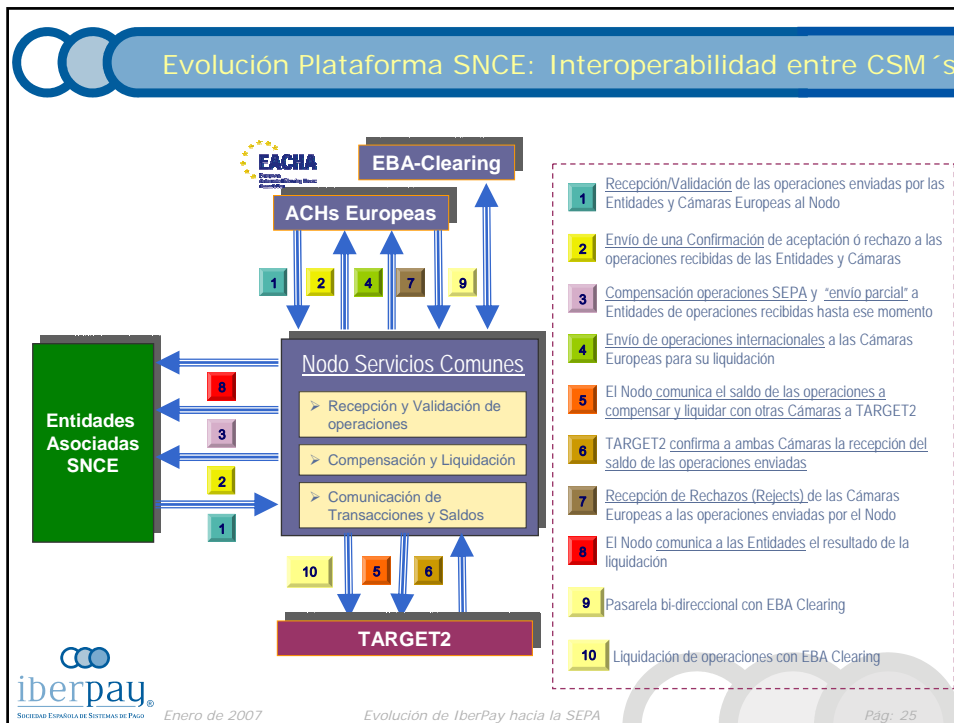 Evolución Plataforma SNCE: Interoperabilidad entre CSM´s
EACHA
EBA-Clearing
ACHs Europeas
1
2
4
7
9
Nodo Servicios Comunes
➢ Recepción y Validación de
operaciones
➢ Compensación y Liquidación
➢ Comunicación de
Transacciones y Saldos
Entidades
Asociadas
SNCE
8
3
2
1
10
5
6
TARGET2
1
Recepción/Validación de las operaciones enviadas por las
Entidades y Cámaras Europeas al Nodo
2
Envío de una Confirmación de aceptación ó rechazo a las
operaciones recibidas de las Entidades y Cámaras
3
Compensación operaciones SEPA y "envío parcial" a
Entidades de operaciones recibidas hasta ese momento
4
Envío de operaciones internacionales a las Cámaras
Europeas para su liquidación
5
El Nodo comunica el saldo de las operaciones a
compensar y liquidar con otras Cámaras a TARGET2
6
TARGET2 confirma a ambas Cámaras la recepción del
saldo de las operaciones enviadas
7
Recepción de Rechazos (Rejects) de las Cámaras
Europeas a las operaciones enviadas por el Nodo
8
El Nodo comunica a las Entidades el resultado de la
liquidación
9 Pasarela bi-direccional con EBA Clearing
10 Liquidación de operaciones con EBA Clearing
iberpay®
SOCIEDAD ESPAÑOLA DE SISTEMAS DE PAGO
Enero de 2007
Evolución de IberPay hacia la SEPA
Pág: 25